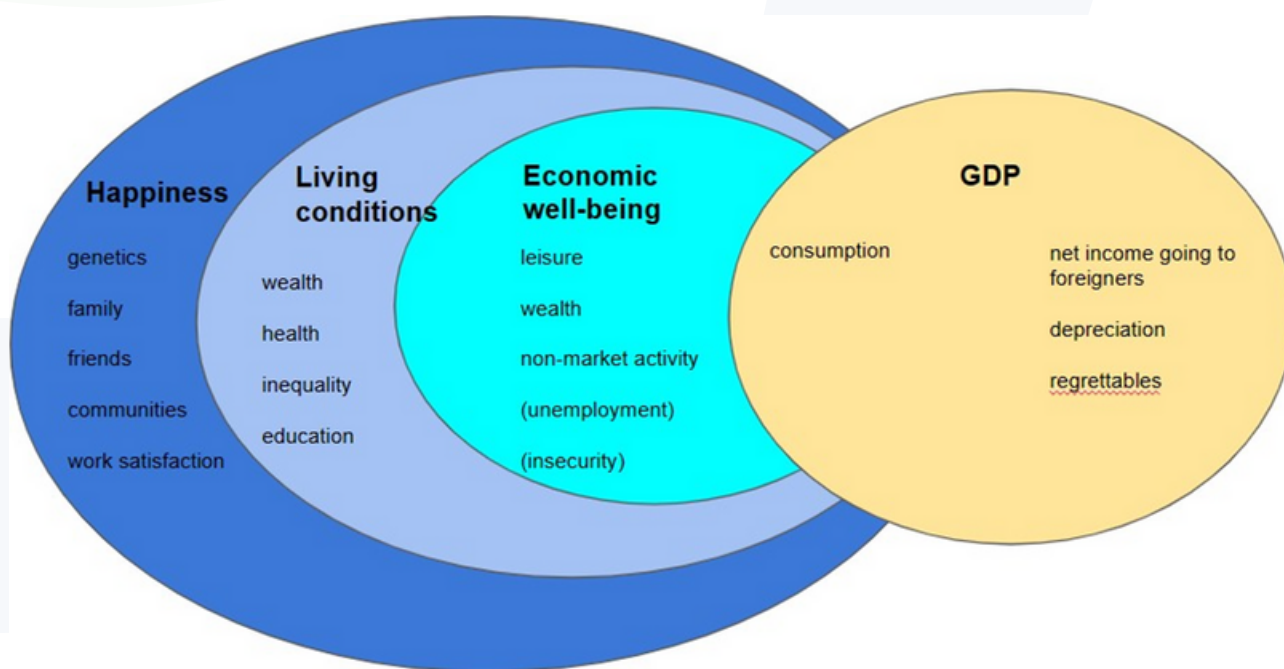 Happiness
genetics
family
friends
communities
work satisfaction
Living
conditions
wealth
health
inequality
education
Economic
well-being
leisure
wealth
non-market activity
(unemployment)
(insecurity)
GDP
consumption
net income going to
foreigners
depreciation
regrettables